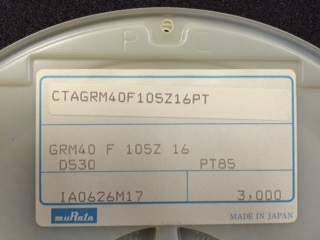 CTAGRM40F105Z16PT
GRM40 F 105Z 16
D530 PT85
IA0626M17 3,000
muRata MADE IN JAPAN